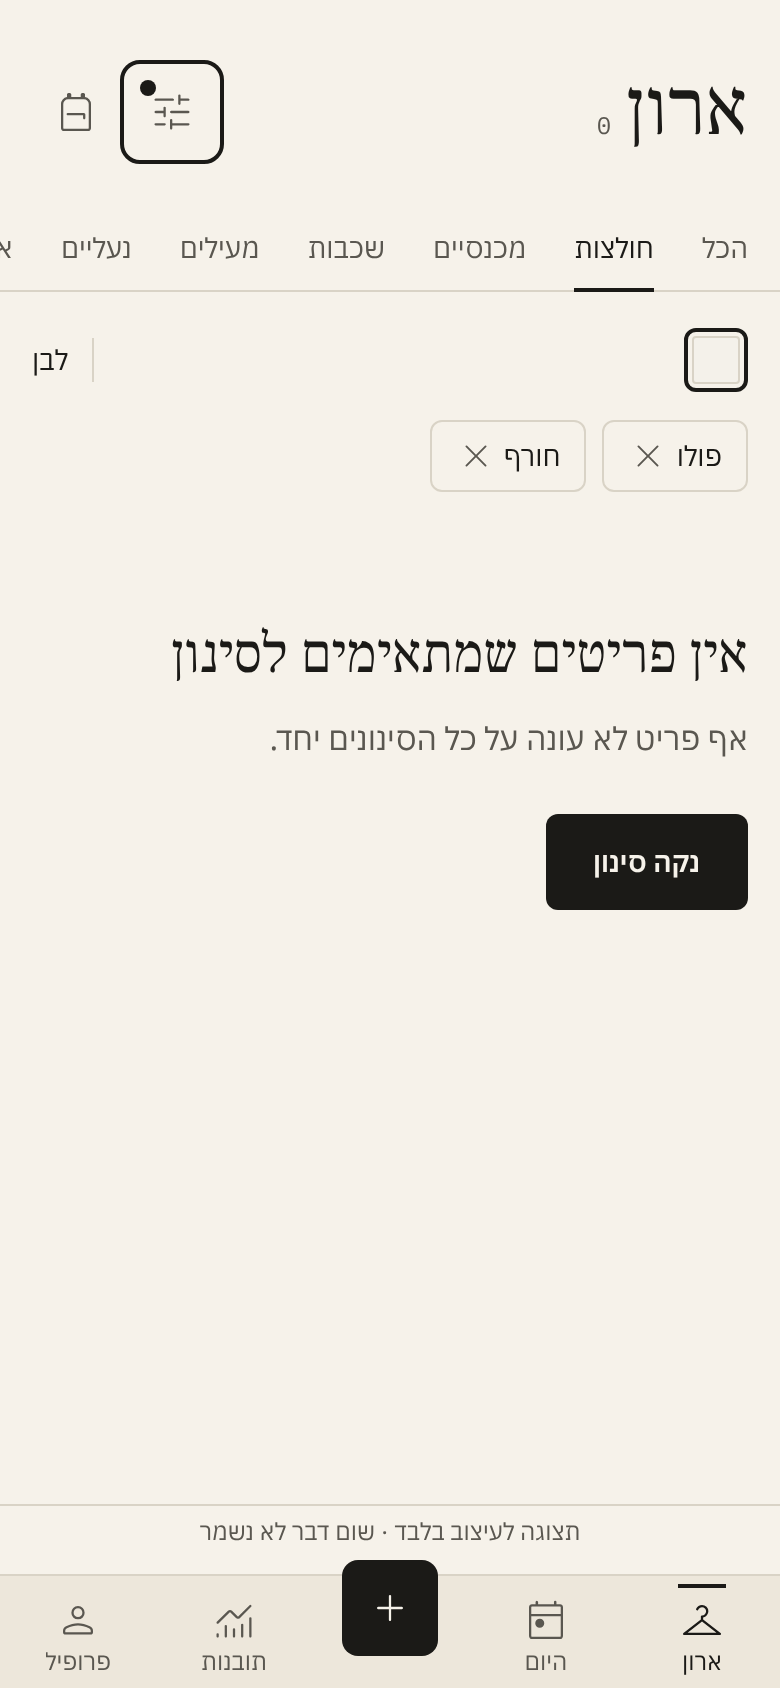 ארון 0
הכל חולצות מכנסיים שכבות מעילים נעליים א
לבן
פולו חורף
אין פריטים שמתאימים לסינון
אף פריט לא עונה על כל הסינונים יחד.
נקה סינון
תצוגה לעיצוב בלבד · שום דבר לא נשמר
ארון היום תובנות פרופיל